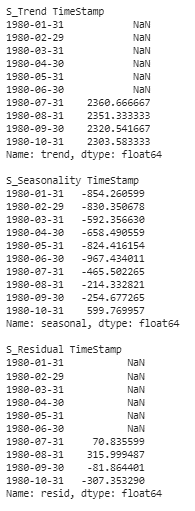 S_Trend TimeStamp
1980-01-31 NaN
1980-02-29 NaN
1980-03-31 NaN
1980-04-30 NaN
1980-05-31 NaN
1980-06-30 NaN
1980-07-31 2360.666667
1980-08-31 2351.333333
1980-09-30 2320.541667
1980-10-31 2303.583333
Name: trend, dtype: float64
S_Seasonality TimeStamp
1980-01-31 -854.260599
1980-02-29 -830.350678
1980-03-31 -592.356630
1980-04-30 -658.490559
1980-05-31 -824.416154
1980-06-30 -967.434011
1980-07-31 -465.502265
1980-08-31 -214.332821
1980-09-30 -254.677265
1980-10-31 599.769957
Name: seasonal, dtype: float64
S_Residual TimeStamp
1980-01-31 NaN
1980-02-29 NaN
1980-03-31 NaN
1980-04-30 NaN
1980-05-31 NaN
1980-06-30 NaN
1980-07-31 70.835599
1980-08-31 315.999487
1980-09-30 -81.864401
1980-10-31 -307.353290
Name: resid, dtype: float64